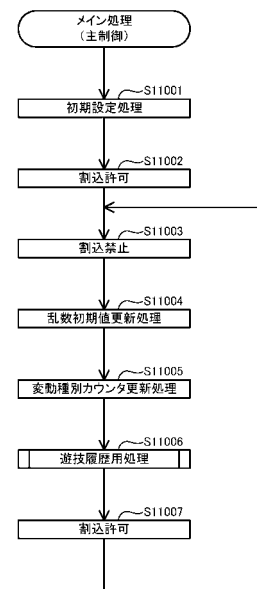 メイン処理
（主制御）
S11001
初期設定処理
S11002
割込許可
S11003
割込禁止
S11004
乱数初期値更新処理
S11005
変動種別カウンタ更新処理
S11006
遊技履歴用処理
S11007
割込許可